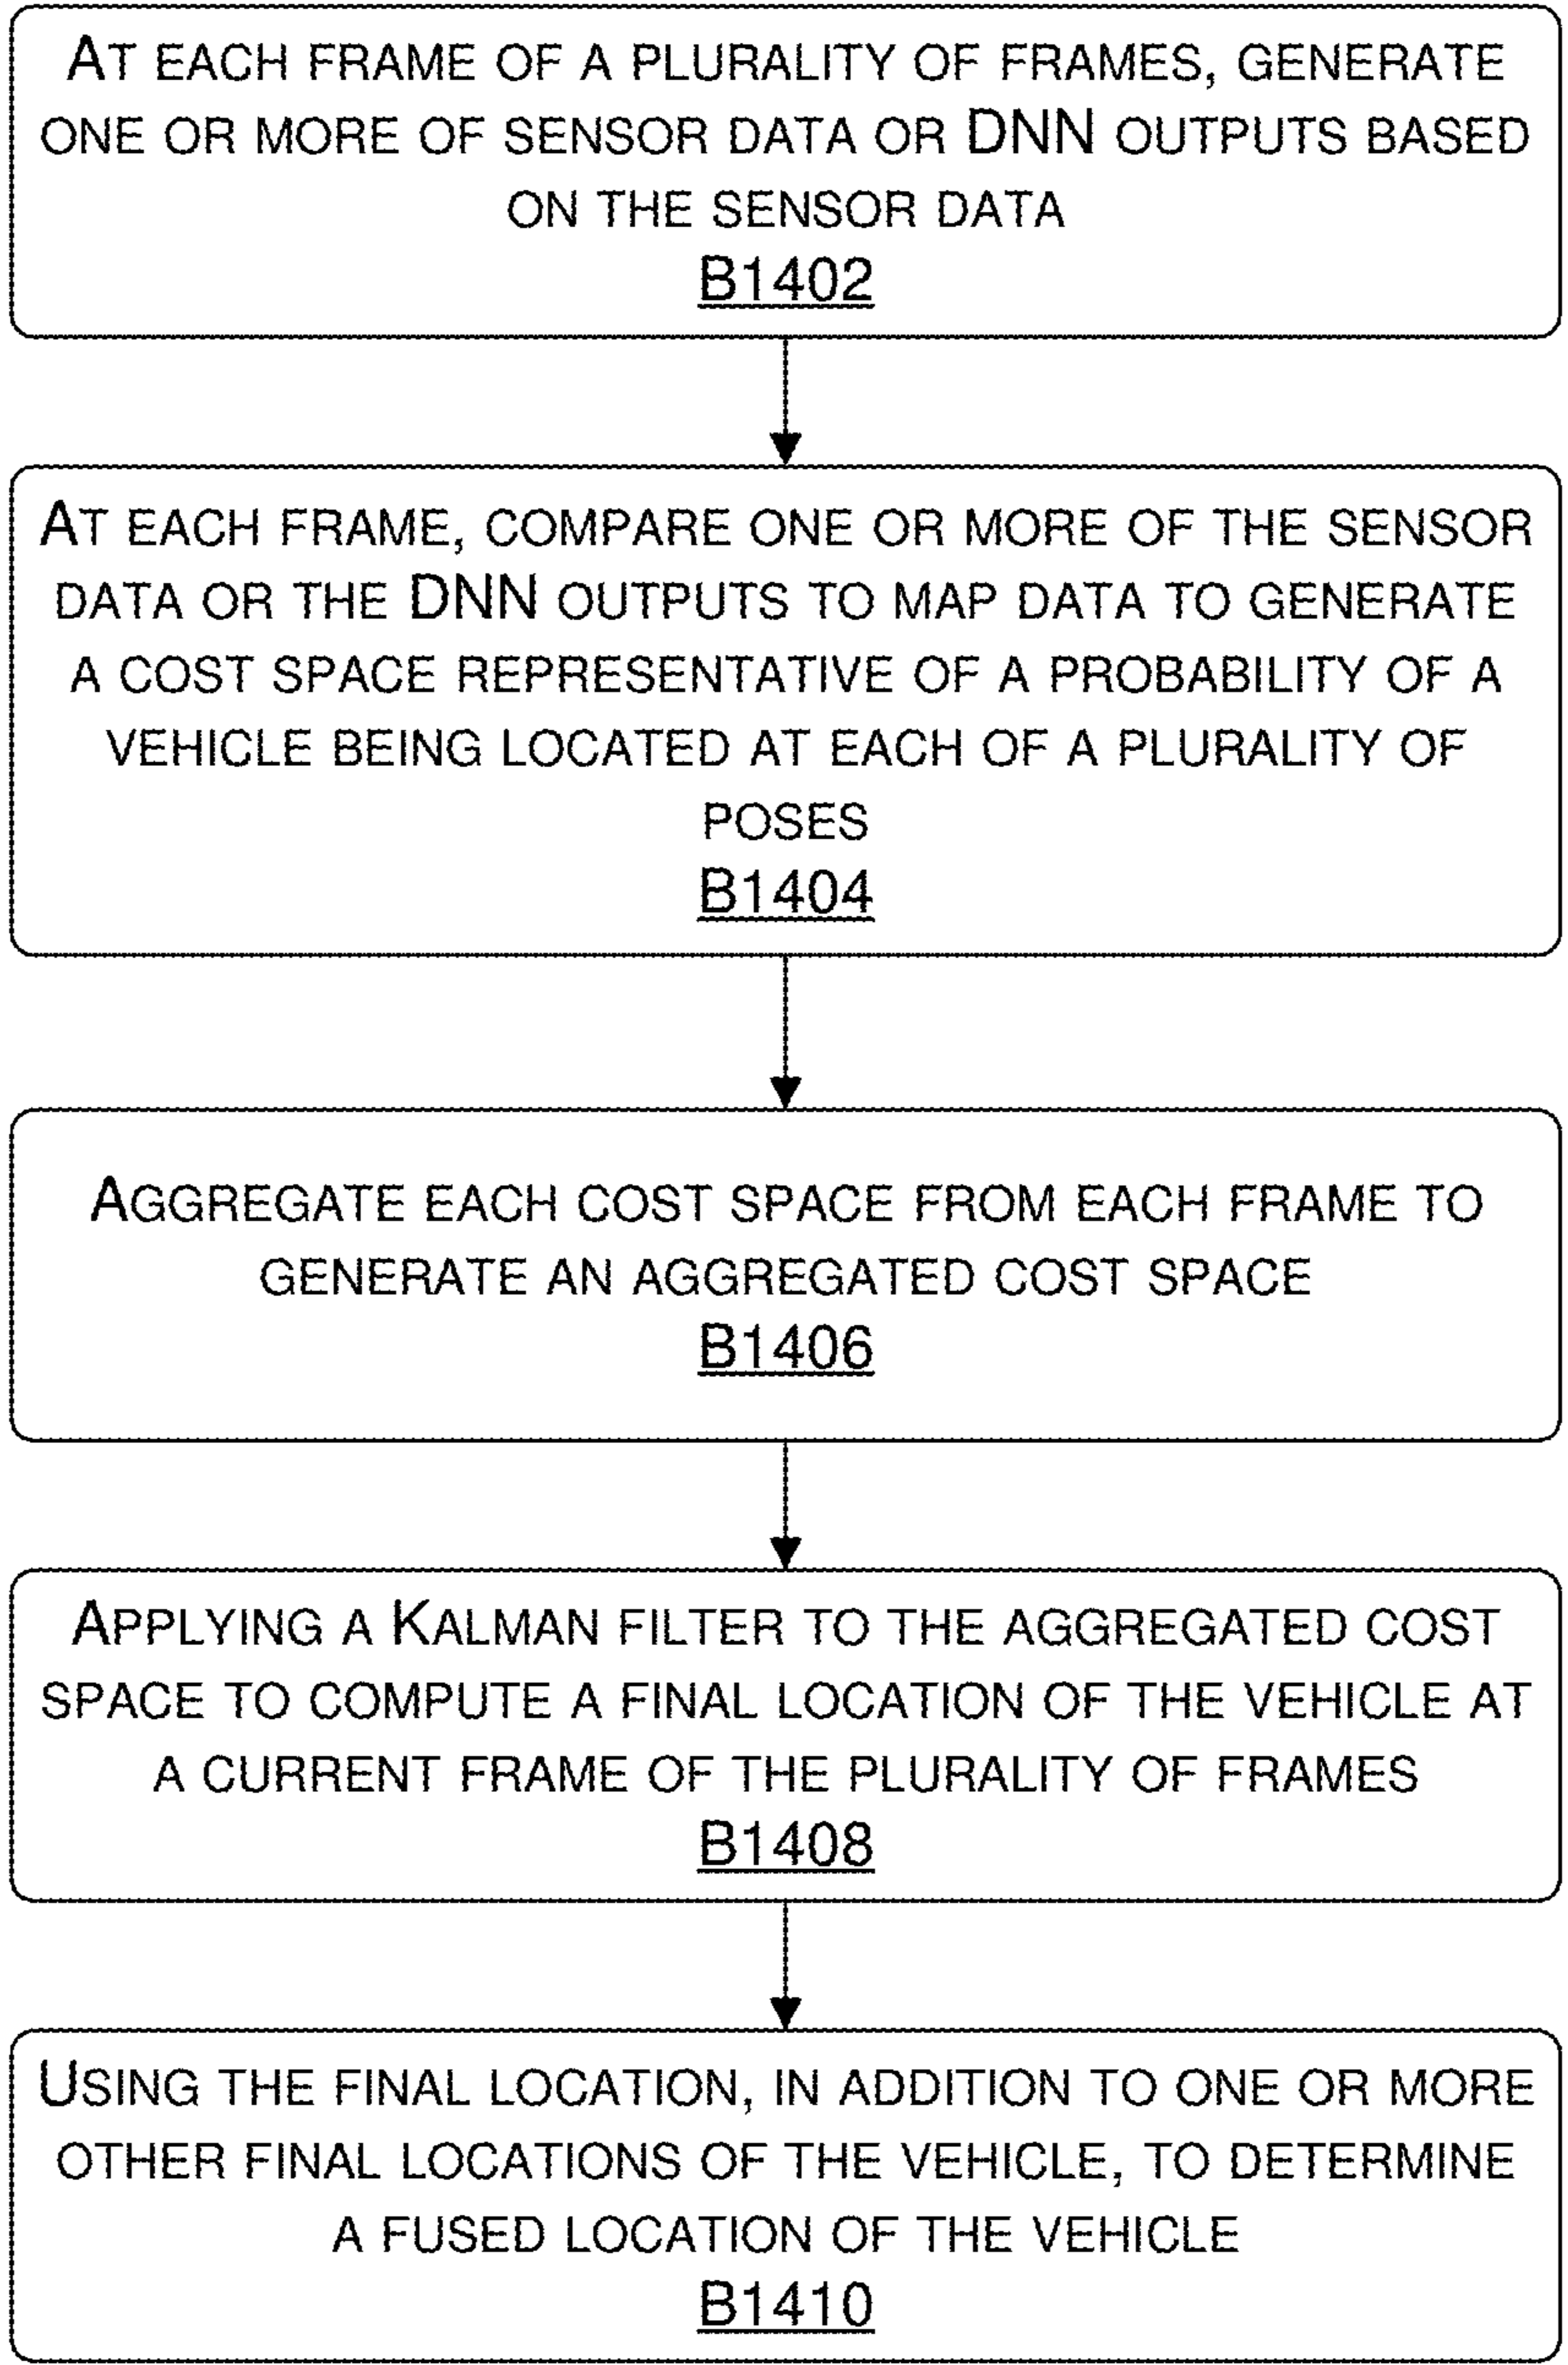 AT EACH FRAME OF A PLURALITY OF FRAMES, GENERATE
ONE OR MORE OF SENSOR DATA OR DNN OUTPUTS BASED
ON THE SENSOR DATA
B1402
AT EACH FRAME, COMPARE ONE OR MORE OF THE SENSOR
DATA OR THE DNN OUTPUTS TO MAP DATA TO GENERATE
A COST SPACE REPRESENTATIVE OF A PROBABILITY OF A
VEHICLE BEING LOCATED AT EACH OF A PLURALITY OF
POSES
B1404
AGGREGATE EACH COST SPACE FROM EACH FRAME TO
GENERATE AN AGGREGATED COST SPACE
B1406
APPLYING A KALMAN FILTER TO THE AGGREGATED COST
SPACE TO COMPUTE A FINAL LOCATION OF THE VEHICLE AT
A CURRENT FRAME OF THE PLURALITY OF FRAMES
B1408
USING THE FINAL LOCATION, IN ADDITION TO ONE OR MORE
OTHER FINAL LOCATIONS OF THE VEHICLE, TO DETERMINE
A FUSED LOCATION OF THE VEHICLE
B1410